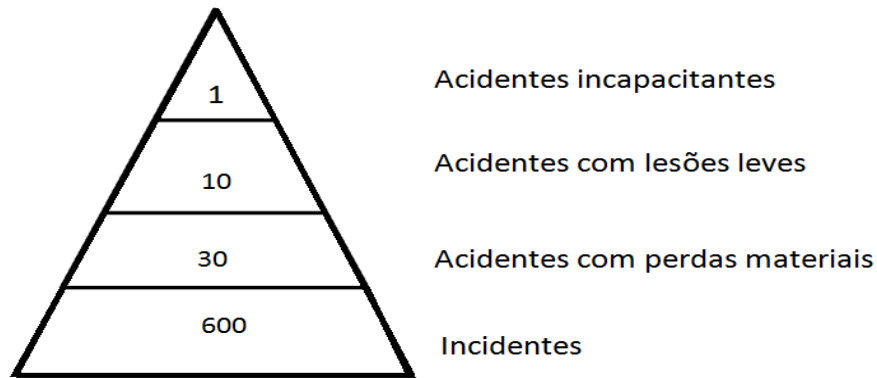 1
Acidentes incapacitantes
10
Acidentes com lesões leves
30
Acidentes com perdas materiais
600
Incidentes